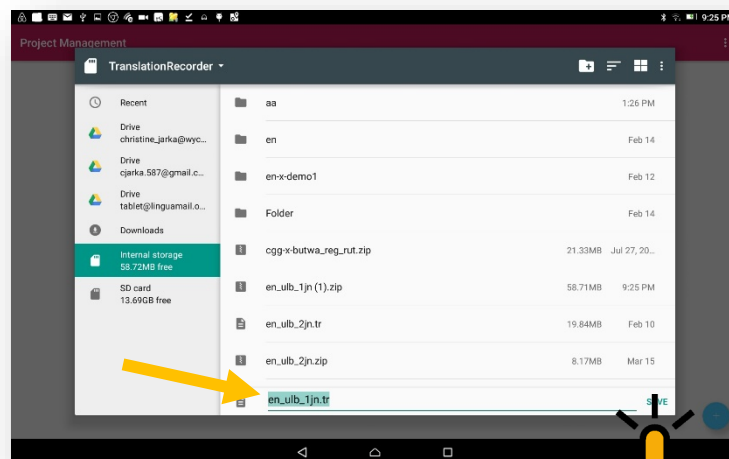 9:25 PM
Project Management
TranslationRecorder
Recent
Drive
christine_jarka@wyc...
Drive
cjarka.587@gmail.c...
Drive
tablet@linguamail.o...
Downloads
Internal storage
58.72MB free
SD card
13.69GB free
aa 1:26 PM
en Feb 14
en-x-demo1 Feb 12
Folder Feb 14
cgg-x-butwa_reg_rut.zip 21.33MB Jul 27, 20...
en_ulb_1jn (1).zip 58.71MB 9:25 PM
en_ulb_2jn.tr 19.84MB Feb 10
en_ulb_2jn.zip 8.17MB Mar 15
en_ulb_1jn.tr
SAVE